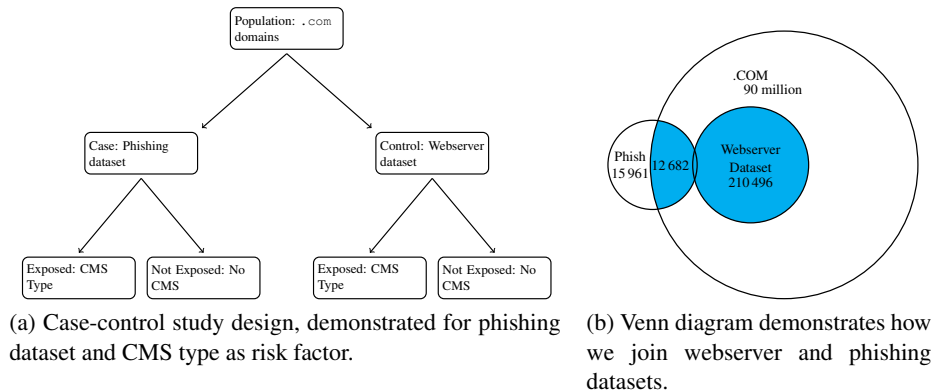 Population: .com
domains
Case: Phishing
dataset
Control: Webserver
dataset
Exposed: CMS
Type
Not Exposed: No
CMS
Exposed: CMS
Type
Not Exposed: No
CMS
(a) Case-control study design, demonstrated for phishing
dataset and CMS type as risk factor.
.COM
90 million
Phish
15 961
12 682
Webserver
Dataset
210 496
(b) Venn diagram demonstrates how
we join webserver and phishing
datasets.